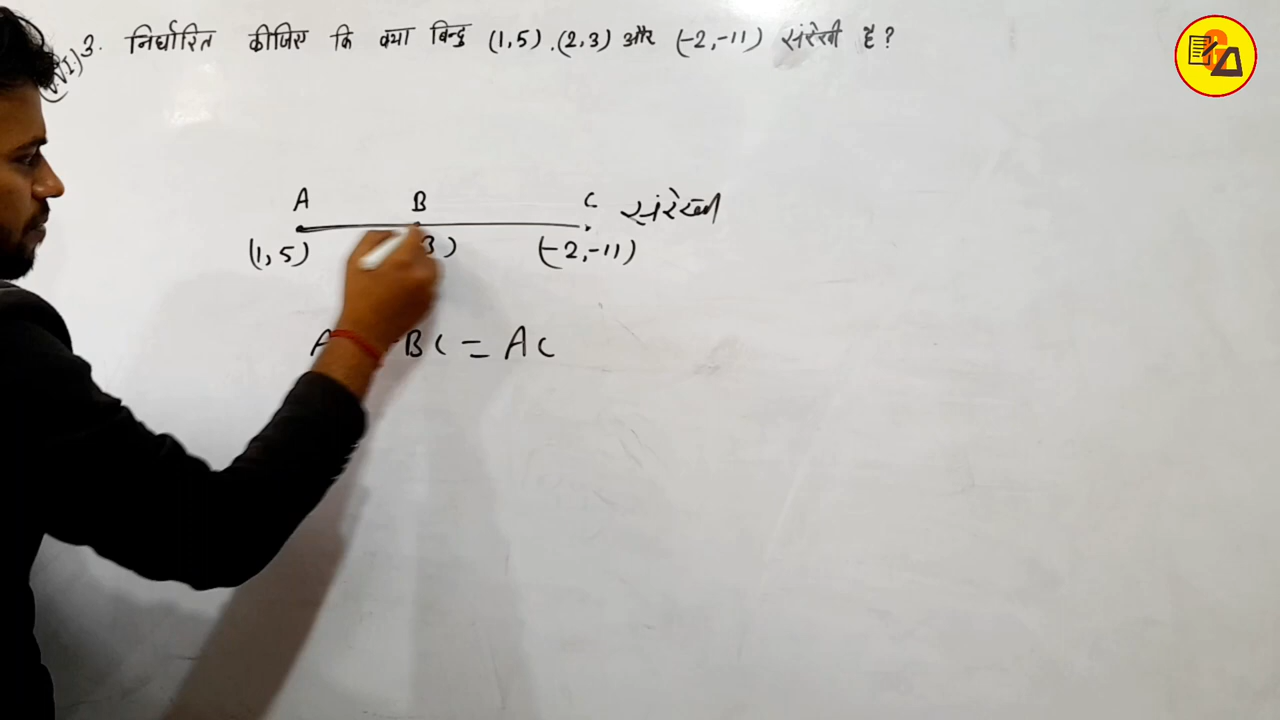 (V.V.I.) 3. निर्धारित कीजिए कि क्या बिन्दु (1,5) . (2,3) और (-2,-11) संरेखी है ?
A B C संरेखी
(1,5) 3) (-2,-11)
A BC = AC